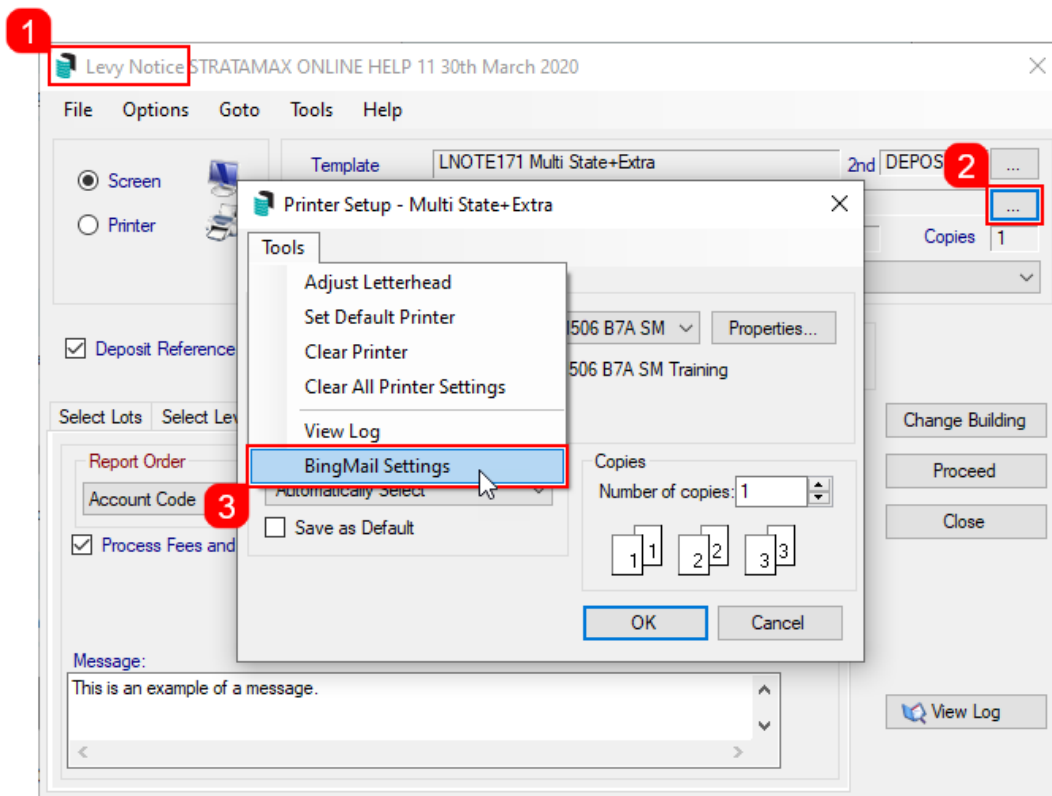 1
Levy Notice STRATAMAX ONLINE HELP 11 30th March 2020
File Options Goto Tools Help
Screen
Template LNOTE171 Multi State+Extra 2nd DEPOS 2 ...
Printer
Printer Setup - Multi State+Extra
...
Copies 1
Tools
Adjust Letterhead
Set Default Printer
Clear Printer
Clear All Printer Settings
View Log
BingMail Settings
I506 B7A SM Properties...
506 B7A SM Training
Deposit Reference
Select Lots Select Lev
Change Building
Report Order
Account Code 3
Automatically Select
Save as Default
Copies
Number of copies: 1
1 1 2 2 3 3
Proceed
Close
Process Fees and
OK Cancel
Message:
This is an example of a message.
View Log